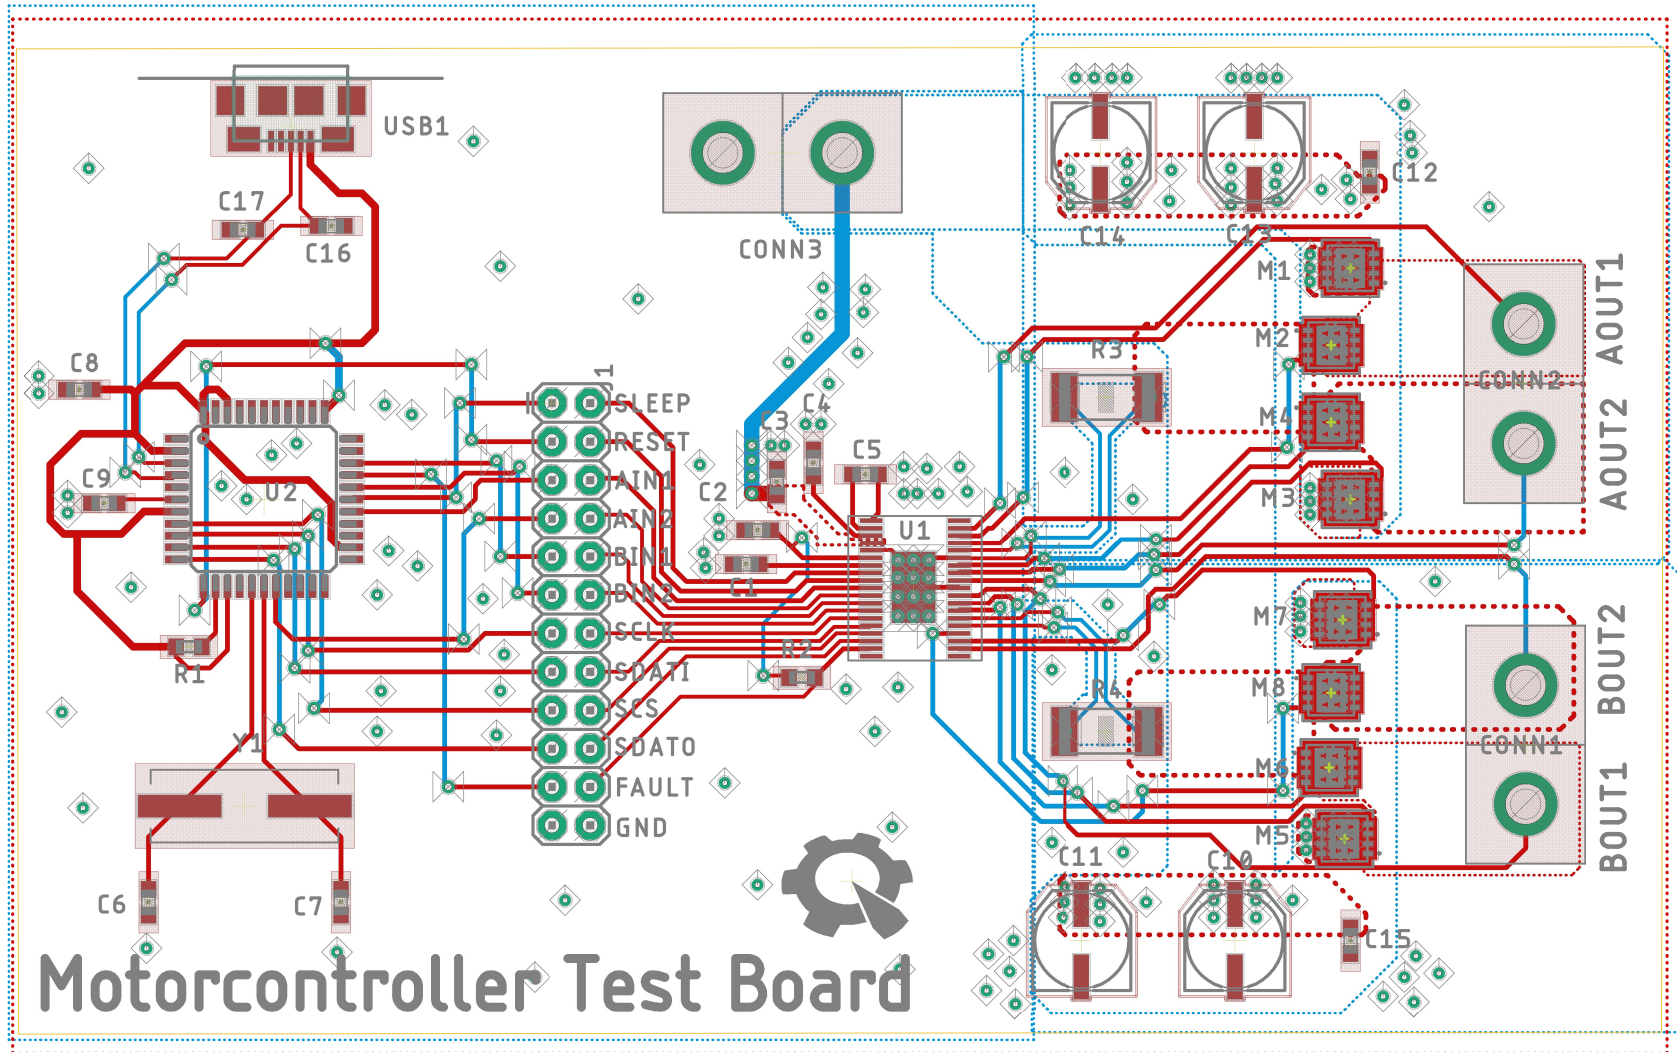 USB1
C17
C16
CONN3
C14
C13
C12
M1
AOUT1
M2
R3
C8
J1
CONN2
SLEEP
C3
C4
M4
AOUT2
RESET
C5
AIN1
C2
C9
U2
M3
AIN2
U1
BIN1
C1
BIN2
M7
BOUT2
SCLK
R2
R1
SDATI
R4
M8
SCS
Y1
SDATO
CONN1
M6
FAULT
BOUT1
GND
M5
C11
C10
C6
C7
C15
Motorcontroller Test Board